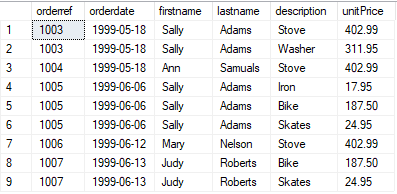 orderref orderdate firstname lastname description unitPrice
1 1003 1999-05-18 Sally Adams Stove 402.99
2 1003 1999-05-18 Sally Adams Washer 311.95
3 1004 1999-05-18 Ann Samuals Stove 402.99
4 1005 1999-06-06 Sally Adams Iron 17.95
5 1005 1999-06-06 Sally Adams Bike 187.50
6 1005 1999-06-06 Sally Adams Skates 24.95
7 1006 1999-06-12 Mary Nelson Stove 402.99
8 1007 1999-06-13 Judy Roberts Bike 187.50
9 1007 1999-06-13 Judy Roberts Skates 24.95